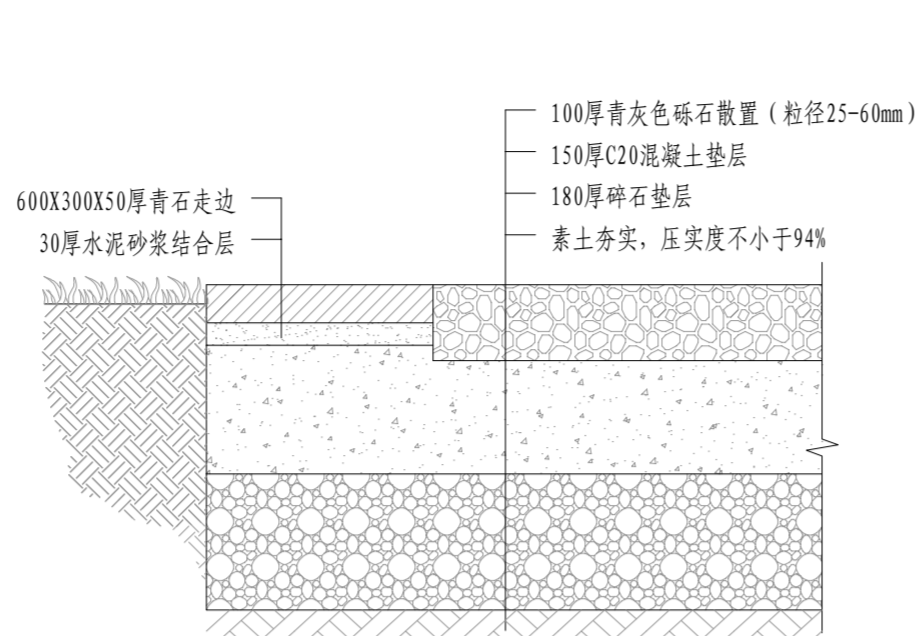 100厚青灰色砾石散置（粒径25-60mm）
150厚C20混凝土垫层
180厚碎石垫层
素土夯实，压实度不小于94%
600X300X50厚青石走边
30厚水泥砂浆结合层